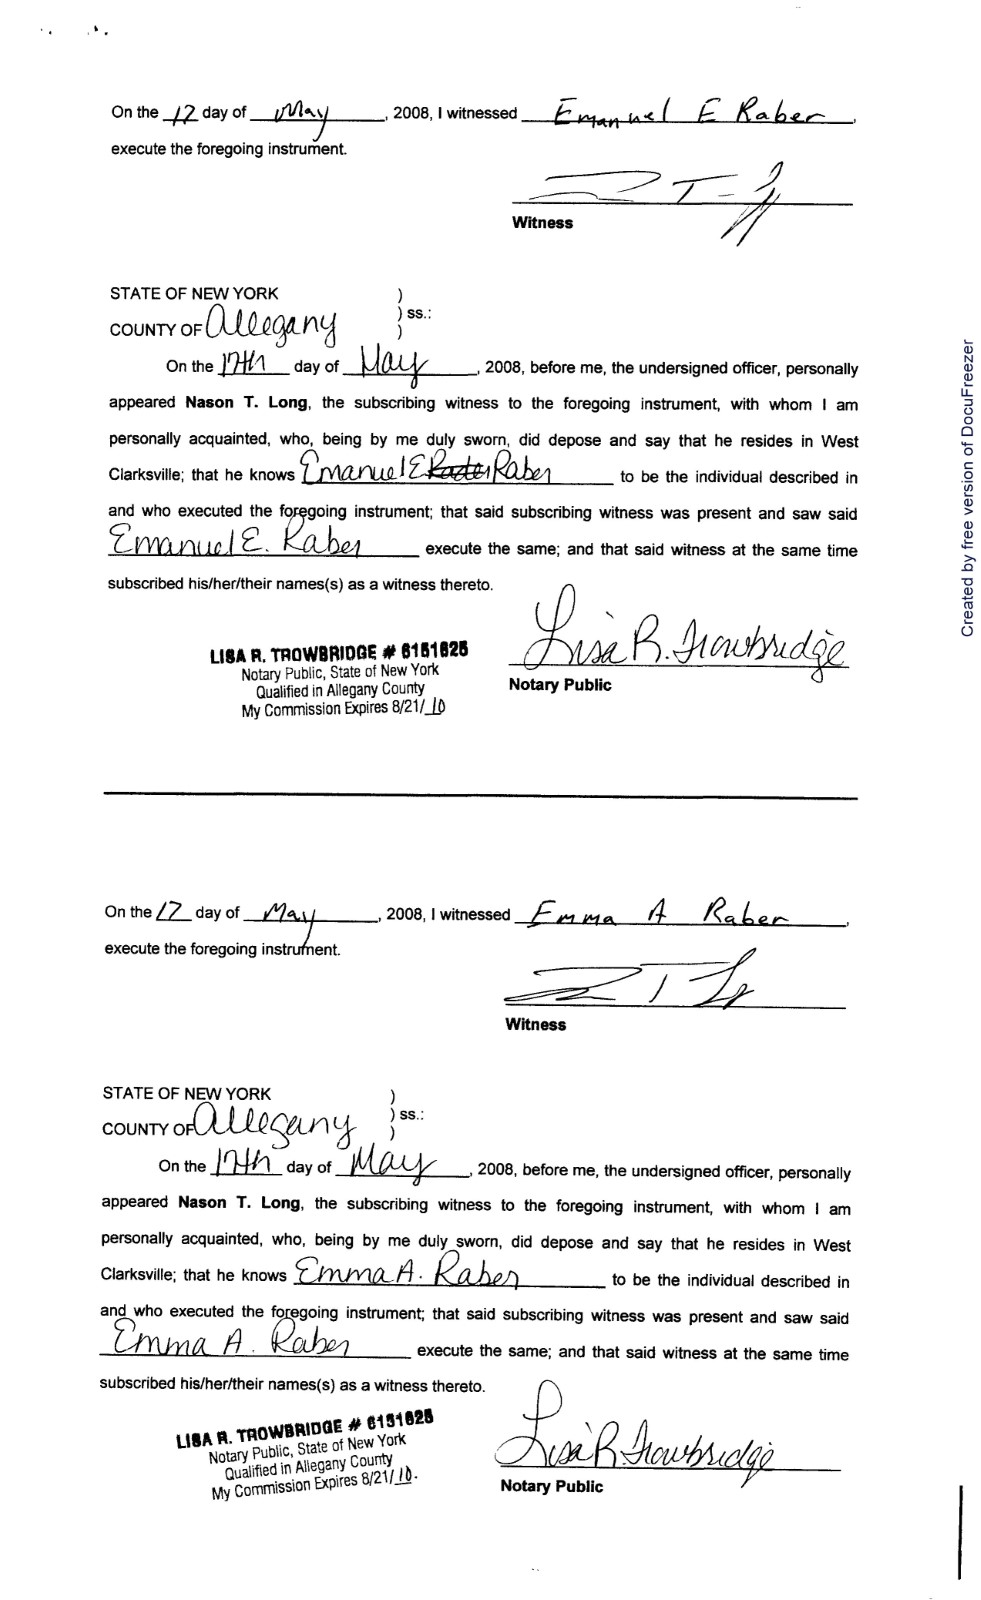 On the 17 day of May, 2008, I witnessed Emanuel E Raber,
execute the foregoing instrument.
Witness
STATE OF NEW YORK )
) ss.:
COUNTY OF Allegany )
On the 17th day of May, 2008, before me, the undersigned officer, personally
appeared Nason T. Long, the subscribing witness to the foregoing instrument, with whom I am
personally acquainted, who, being by me duly sworn, did depose and say that he resides in West
Clarksville; that he knows Emanuel E Raber to be the individual described in
and who executed the foregoing instrument; that said subscribing witness was present and saw said
Emanuel E. Raber execute the same; and that said witness at the same time
subscribed his/her/their names(s) as a witness thereto.
Lisa R. Trowbridge
LISA R. TROWBRIDGE # 6151625
Notary Public, State of New York
Qualified in Allegany County
My Commission Expires 8/21/10
Notary Public
On the 17 day of May, 2008, I witnessed Emma A Raber,
execute the foregoing instrument.
Witness
STATE OF NEW YORK )
) ss.:
COUNTY OF Allegany )
On the 17th day of May, 2008, before me, the undersigned officer, personally
appeared Nason T. Long, the subscribing witness to the foregoing instrument, with whom I am
personally acquainted, who, being by me duly sworn, did depose and say that he resides in West
Clarksville; that he knows Emma A. Raber to be the individual described in
and who executed the foregoing instrument; that said subscribing witness was present and saw said
Emma A. Raber execute the same; and that said witness at the same time
subscribed his/her/their names(s) as a witness thereto.
Lisa R Trowbridge
LISA R. TROWBRIDGE # 6151625
Notary Public, State of New York
Qualified in Allegany County
My Commission Expires 8/21/10.
Notary Public
Created by free version of DocuFreezer